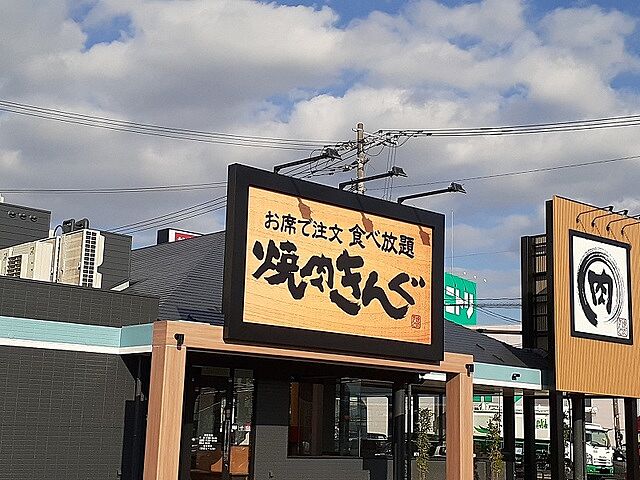 お席で注文 食べ放題
焼肉きんぐ
ニトリ
肉